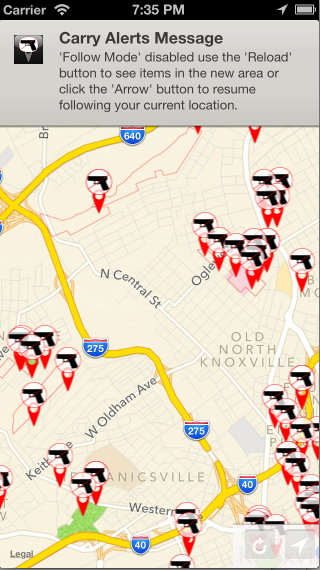 Carrier 7:35 PM
Carry Alerts Message
'Follow Mode' disabled use the 'Reload'
button to see items in the new area or
click the 'Arrow' button to resume
following your current location.
640
N Central St
Ogle
275
OLD
NORTH
KNOXVILLE
W Oldham Ave
275
Keith Ave
40
ANICSVILLE
Western
40
Legal